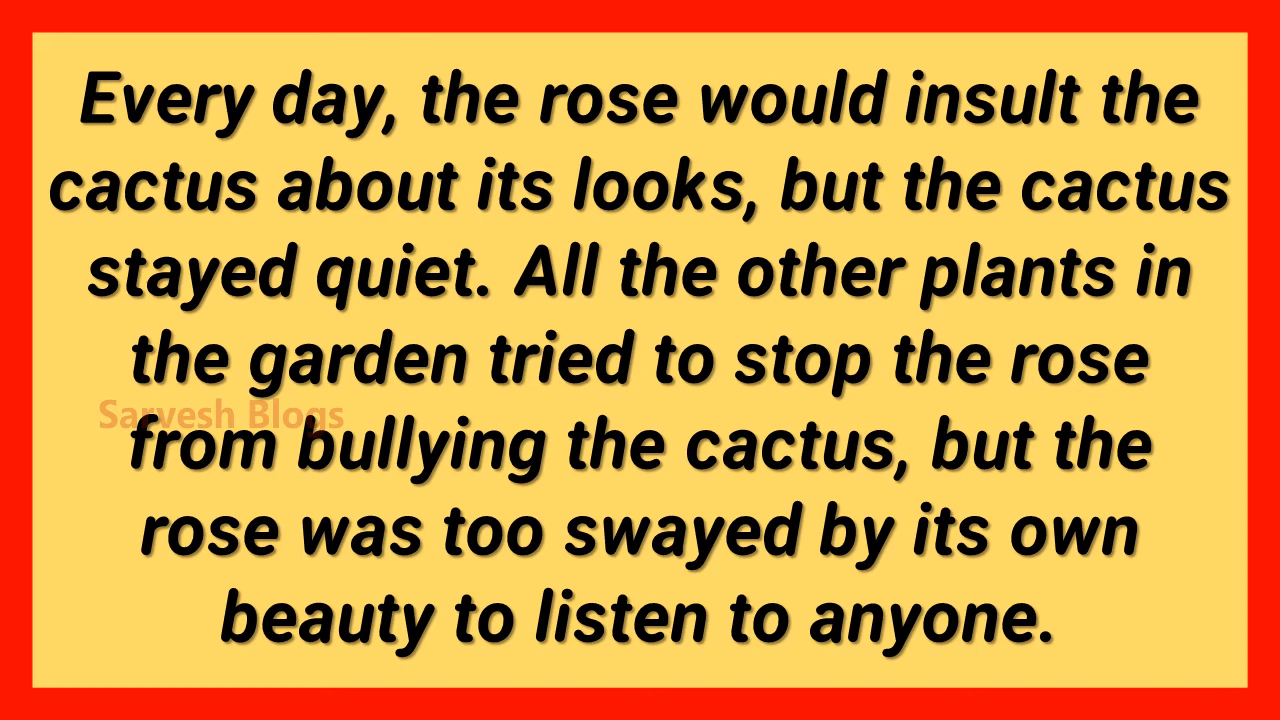 Every day, the rose would insult the
cactus about its looks, but the cactus
stayed quiet. All the other plants in
the garden tried to stop the rose
Sarvesh Blogs
from bullying the cactus, but the
rose was too swayed by its own
beauty to listen to anyone.